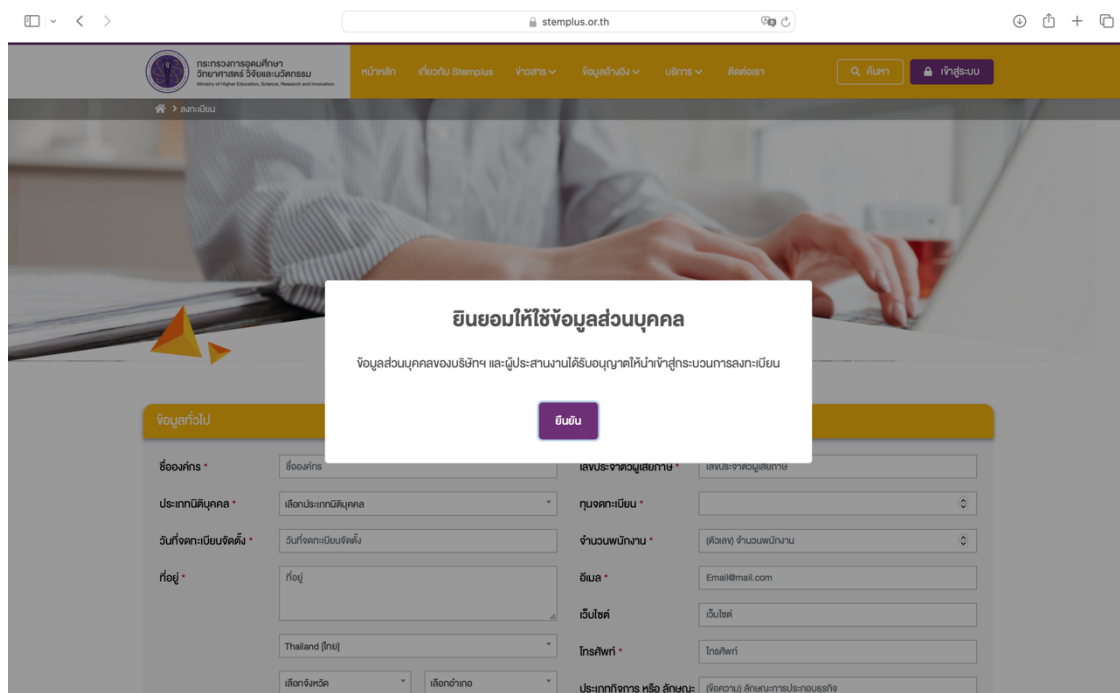 stemplus.or.th
กระทรวงการอุดมศึกษา
วิทยาศาสตร์ วิจัยและนวัตกรรม
Ministry of Higher Education, Science, Research and Innovation
หน้าหลัก เกี่ยวกับ Stemplus ข่าวสาร ข้อมูลอ้างอิง บริการ ติดต่อเรา ค้นหา เข้าสู่ระบบ
ลงทะเบียน
ยินยอมให้ใช้ข้อมูลส่วนบุคคล
ข้อมูลส่วนบุคคลของบริษัทฯ และผู้ประสานงานได้รับอนุญาตให้นำเข้าสู่กระบวนการลงทะเบียน
ยืนยัน
ข้อมูลทั่วไป
ชื่อองค์กร * ชื่อองค์กร เลขประจำตัวผู้เสียภาษี * เลขประจำตัวผู้เสียภาษี
ประเภทนิติบุคคล * เลือกประเภทนิติบุคคล ทุนจดทะเบียน *
วันที่จดทะเบียนจัดตั้ง * วันที่จดทะเบียนจัดตั้ง จำนวนพนักงาน * (ตัวเลข) จำนวนพนักงาน
ที่อยู่ * ที่อยู่ อีเมล * Email@mail.com
เว็บไซต์ เว็บไซต์
Thailand (ไทย) โทรศัพท์ * โทรศัพท์
เลือกจังหวัด เลือกอำเภอ ประเภทกิจการ หรือ ลักษณะ (ข้อความ) ลักษณะการประกอบธุรกิจ